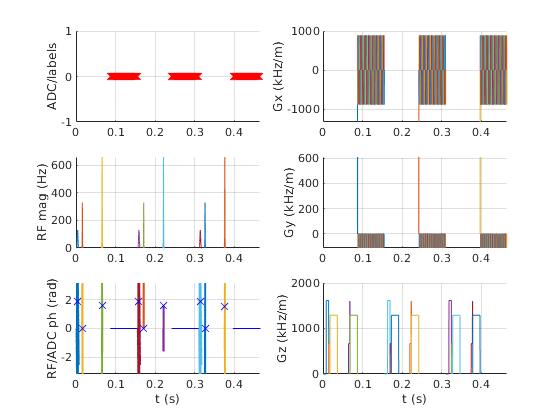 ADC/labels
1
0
-1
0 0.1 0.2 0.3 0.4
Gx (kHz/m)
1000
0
-1000
0 0.1 0.2 0.3 0.4
RF mag (Hz)
600
400
200
0
0 0.1 0.2 0.3 0.4
Gy (kHz/m)
600
400
200
0
0 0.1 0.2 0.3 0.4
RF/ADC ph (rad)
2
0
-2
0 0.1 0.2 0.3 0.4
t (s)
Gz (kHz/m)
2000
1000
0
0 0.1 0.2 0.3 0.4
t (s)